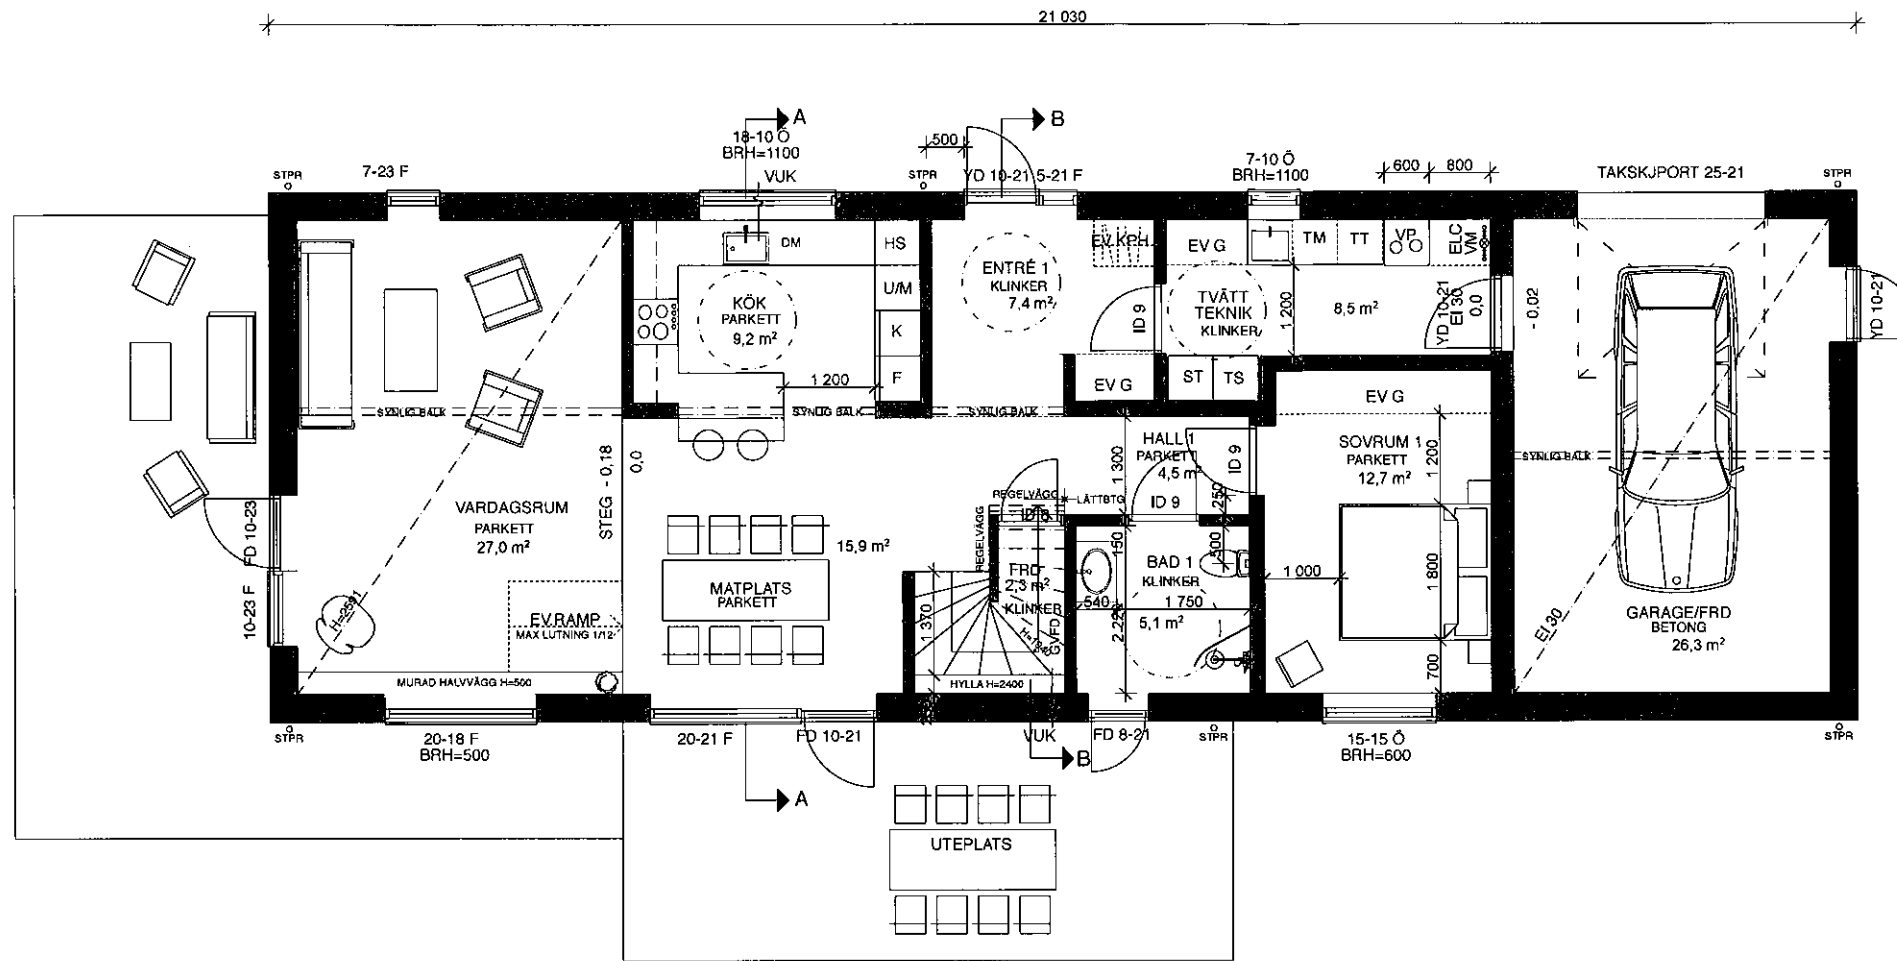 21 030
A
B
18-10 Ö
BRH=1100
VUK
500
STPR
7-23 F
STPR
YD 10-21
5-21 F
7-10 Ö
BRH=1100
600
800
TAKSKJPORT 25-21
STPR
DM
HS
EV KPH
EV G
TM
TT
VP
ELC
VM
KÖK
PARKETT
9,2 m²
U/M
ENTRÉ 1
KLINKER
7,4 m²
ID 9
TVÄTT
TEKNIK
KLINKER
1 200
8,5 m²
YD 10-21
EI 30
0,0
- 0,02
YD 10-21
K
F
1 200
EV G
ST
TS
EV G
SYNLIG BALK
SYNLIG BALK
SYNLIG BALK
STEG - 0,18
0,0
1 300
HALL 1
PARKETT
4,5 m²
ID 9
ID 9
250
SOVRUM 1
PARKETT
12,7 m²
1 200
SYNLIG BALK
VARDAGSRUM
PARKETT
27,0 m²
FD 10-23
10-23 F
REGELVÄGG
LÄTTBTG
ID 8
REGELVÄGG
15,9 m²
150
500
BAD 1
KLINKER
FRD
2,3 m²
KLINKER
540
1 750
5,1 m²
2 220
1 000
1 800
MATPLATS
PARKETT
1 370
GVFD
EV.RAMP
MAX LUTNING 1/12
EI 30
GARAGE/FRD
BETONG
26,3 m²
700
MURAD HALVVÄGG H=500
HYLLA H=2400
STPR
20-18 F
BRH=500
20-21 F
FD 10-21
VUK
FD 8-21
STPR
15-15 Ö
BRH=600
STPR
B
A
UTEPLATS